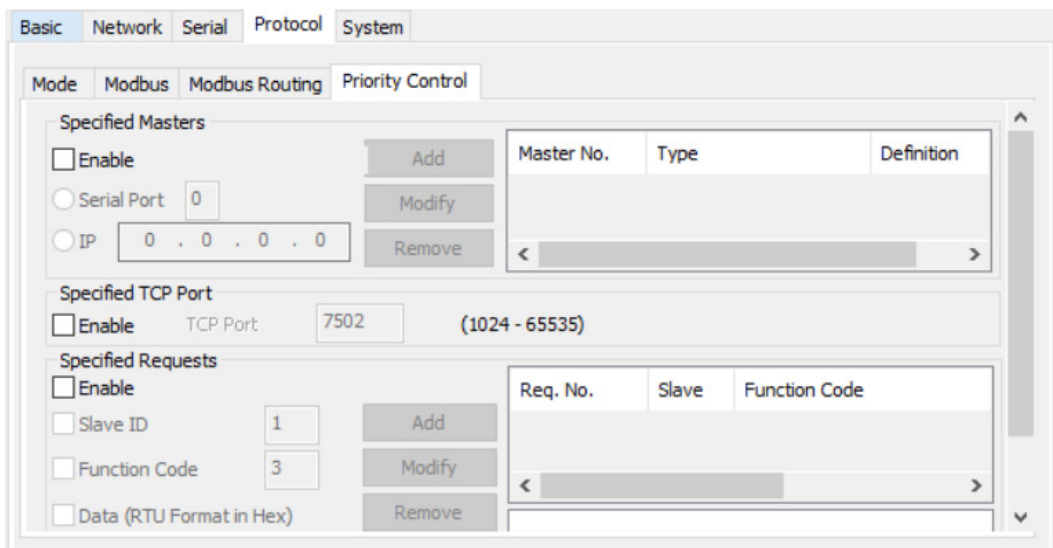 Basic Network Serial Protocol System
Mode Modbus Modbus Routing Priority Control
Specified Masters
Enable Add Master No. Type Definition
Serial Port 0 Modify
IP 0 . 0 . 0 . 0 Remove
Specified TCP Port
Enable TCP Port 7502 (1024 - 65535)
Specified Requests
Enable Req. No. Slave Function Code
Slave ID 1 Add
Function Code 3 Modify
Data (RTU Format in Hex) Remove